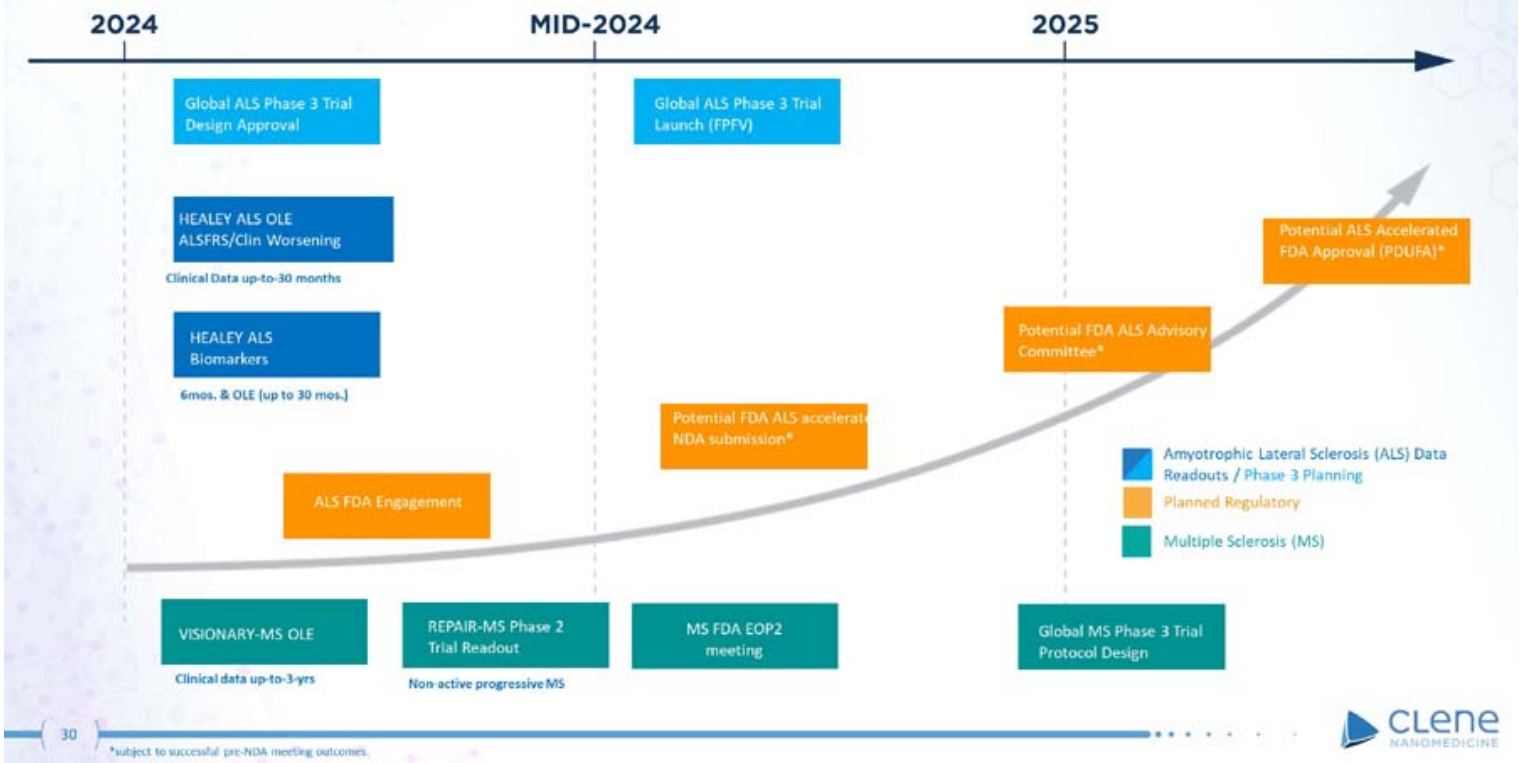 2024
MID-2024
2025
Global ALS Phase 3 Trial
Design Approval
Global ALS Phase 3 Trial
Launch (FPFV)
HEALEY ALS OLE
ALSFRS/Clin Worsening
Clinical Data up-to-30 months
HEALEY ALS
Biomarkers
6mos. & OLE (up to 30 mos.)
Potential ALS Accelerated
FDA Approval (PDUFA)*
Potential FDA ALS Advisory
Committee*
Potential FDA ALS accelerate
NDA submission*
ALS FDA Engagement
Amyotrophic Lateral Sclerosis (ALS) Data
Readouts / Phase 3 Planning
Planned Regulatory
Multiple Sclerosis (MS)
VISIONARY-MS OLE
Clinical data up-to-3-yrs
REPAIR-MS Phase 2
Trial Readout
Non-active progressive MS
MS FDA EOP2
meeting
Global MS Phase 3 Trial
Protocol Design
30
*subject to successful pre-NDA meeting outcomes.
CLene
NANOMEDICINE